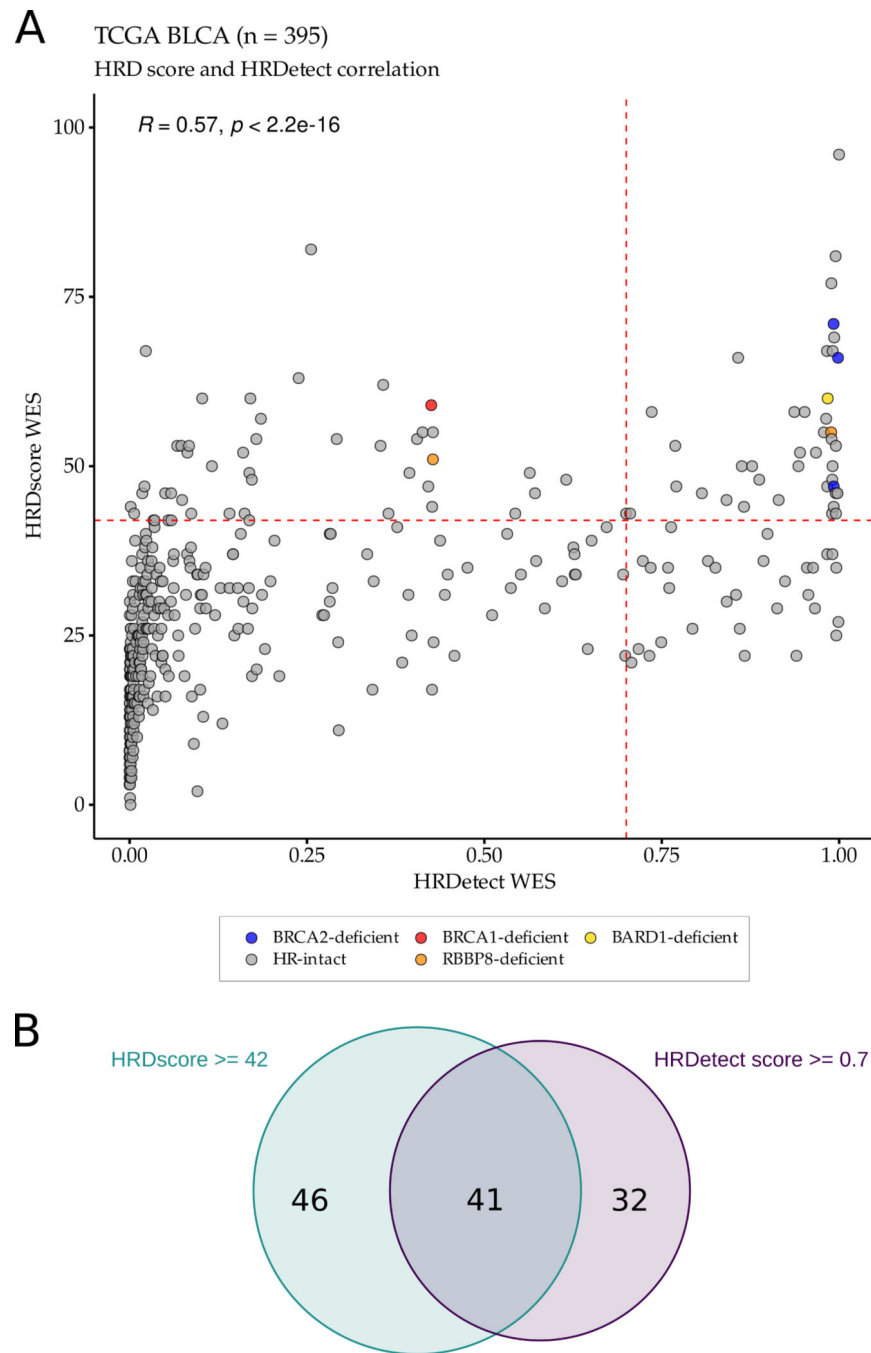 A
TCGA BLCA (n = 395)
HRD score and HRDetect correlation
R = 0.57, p < 2.2e-16
100
75
50
25
0
HRDscore WES
0.00 0.25 0.50 0.75 1.00
HRDetect WES
BRCA2-deficient BRCA1-deficient BARD1-deficient
HR-intact RBBP8-deficient
B
HRDscore >= 42 HRDetect score >= 0.7
46 41 32